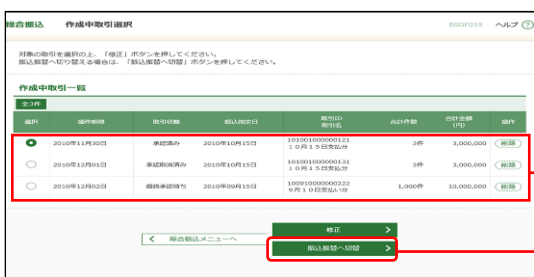 総合振込 作成中取引選択 BSGF019 ヘルプ ?
対象の取引を選択の上、「修正」ボタンを押してください。
振込振替へ切り替える場合は、「振込振替へ切替」ボタンを押してください。
作成中取引一覧
全3件
選択 操作期限 取引状態 振込指定日 取引ID 合計件数 合計金額 操作
取引名 (円)
2010年11月30日 承認済み 2010年10月15日 101001000000121 3件 3,000,000 削除
10月15日支払分
2010年12月01日 承認取消済み 2010年10月15日 101001000000131 3件 3,000,000 削除
10月15日支払分
2010年12月02日 最終承認待ち 2010年09月15日 100910000000222 1,000件 10,000,000 削除
9月10日支払い分
修正
総合振込メニューへ
振込振替へ切替